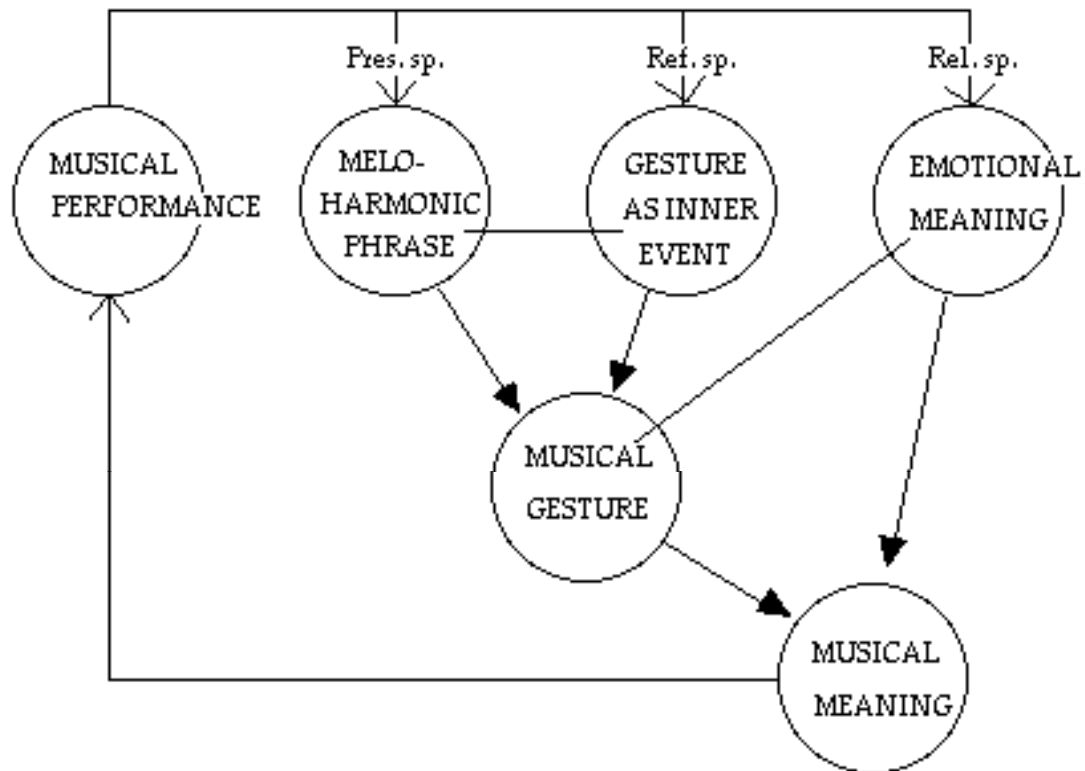 Pres. sp.
Ref. sp.
Rel. sp.
MUSICAL
PERFORMANCE
MELO-
HARMONIC
PHRASE
GESTURE
AS INNER
EVENT
EMOTIONAL
MEANING
MUSICAL
GESTURE
MUSICAL
MEANING